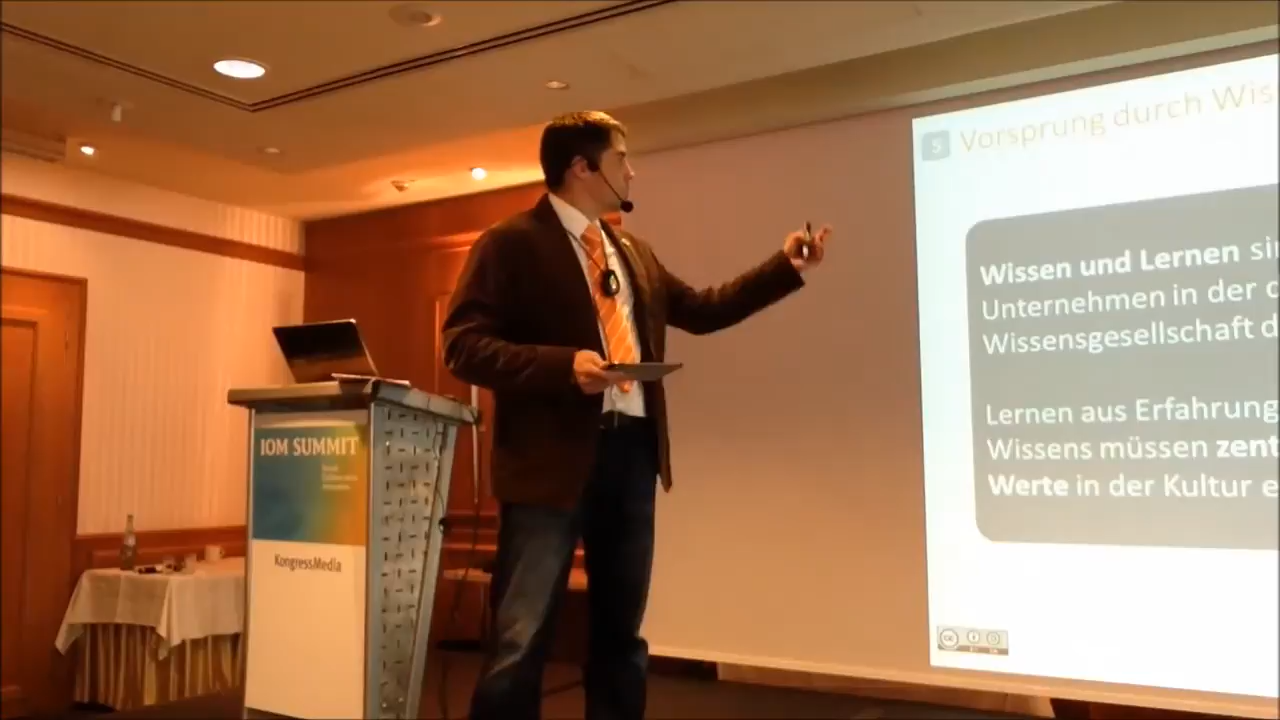 IOM SUMMIT
KongressMedia
5 Vorsprung durch Wis
Wissen und Lernen sin
Unternehmen in der d
Wissensgesellschaft d
Lernen aus Erfahrung
Wissens müssen zent
Werte in der Kultur e
cc